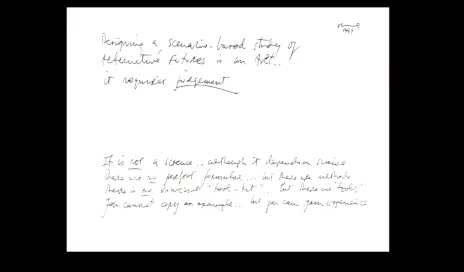 1999
Designing a scenario-based study of
alternative futures is an Art..
it requires judgement
It is not a science.. although it depends on science
there are no perfect formulas... but there are methods
there is no universal "tool-kit".. but there are "tools"
you cannot copy an example.. but you can gain experience